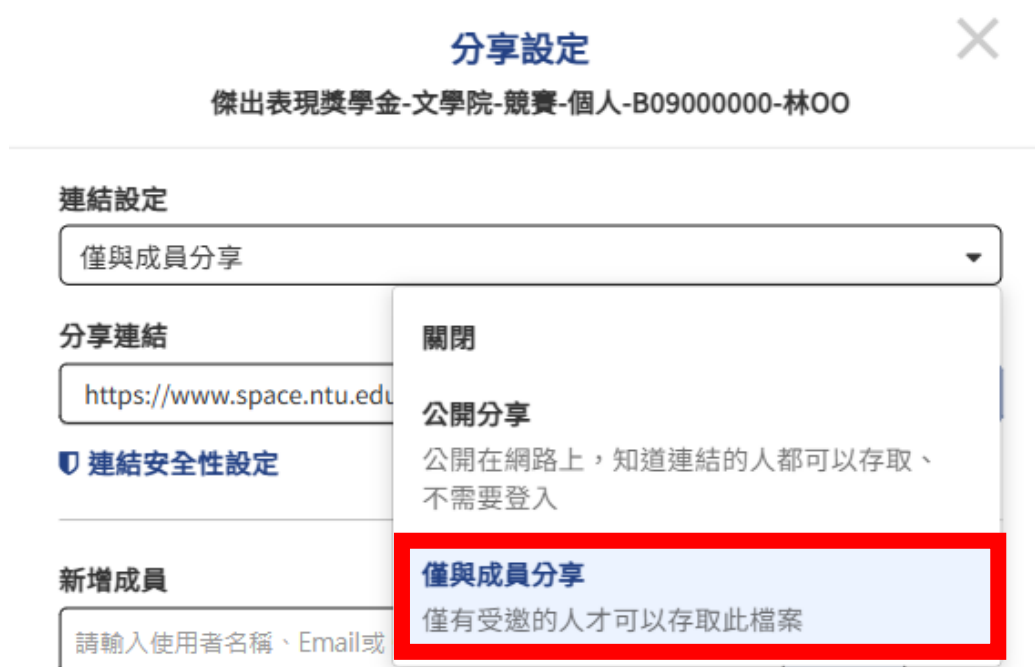 分享設定
傑出表現獎學金-文學院-競賽-個人-B09000000-林OO
連結設定
僅與成員分享
分享連結
https://www.space.ntu.edu
連結安全性設定
關閉
公開分享
公開在網路上，知道連結的人都可以存取、
不需要登入
僅與成員分享
僅有受邀的人才可以存取此檔案
新增成員
請輸入使用者名稱、Email或